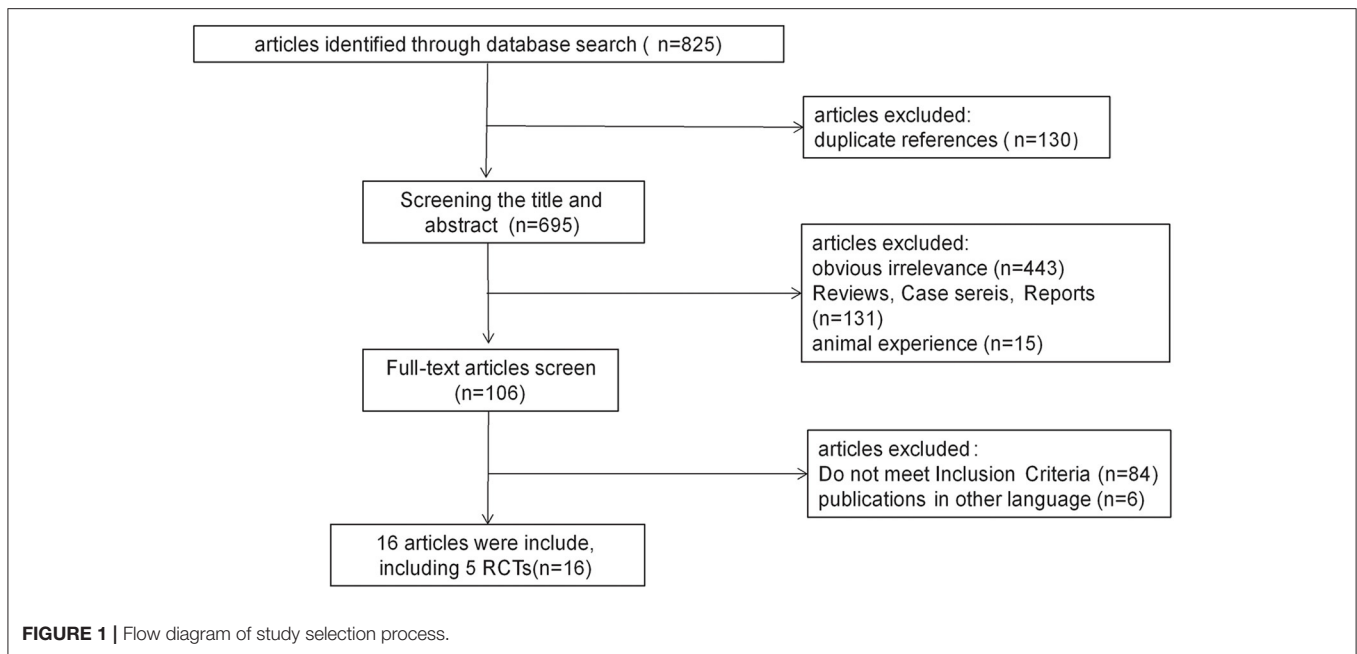 articles identified through database search ( n=825)
articles excluded:
duplicate references ( n=130)
Screening the title and
abstract (n=695)
articles excluded:
obvious irrelevance (n=443)
Reviews, Case sereis, Reports
(n=131)
animal experience (n=15)
Full-text articles screen
(n=106)
articles excluded:
Do not meet Inclusion Criteria (n=84)
publications in other language (n=6)
16 articles were include,
including 5 RCTs(n=16)
FIGURE 1 | Flow diagram of study selection process.